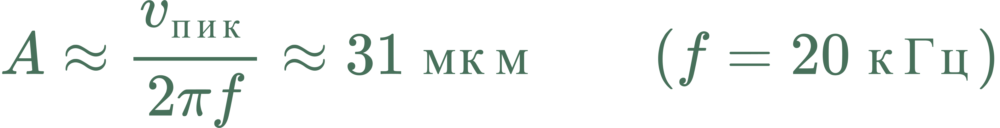 A ≈ v_пик / 2πf ≈ 31 мкм (f = 20 кГц)